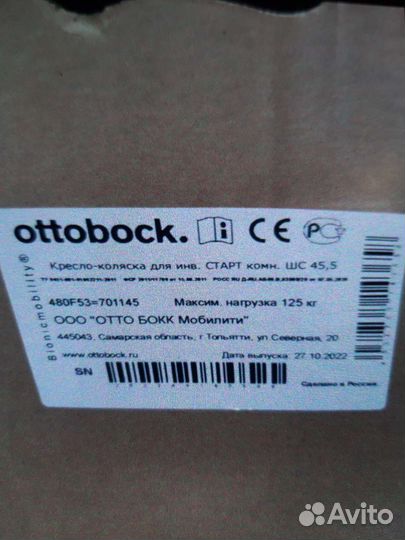 ottobock.
Bionicmobility®
Кресло-коляска для инв. СТАРТ комн. ШС 45,5
480F53=701145 Максим. нагрузка 125 кг
ООО "ОТТО БОКК Мобилити"
445043, Самарская область, г Тольятти, ул Северная, 20
www.ottobock.ru Дата выпуска 27.10.2022
SN
Сделано в России
Avito